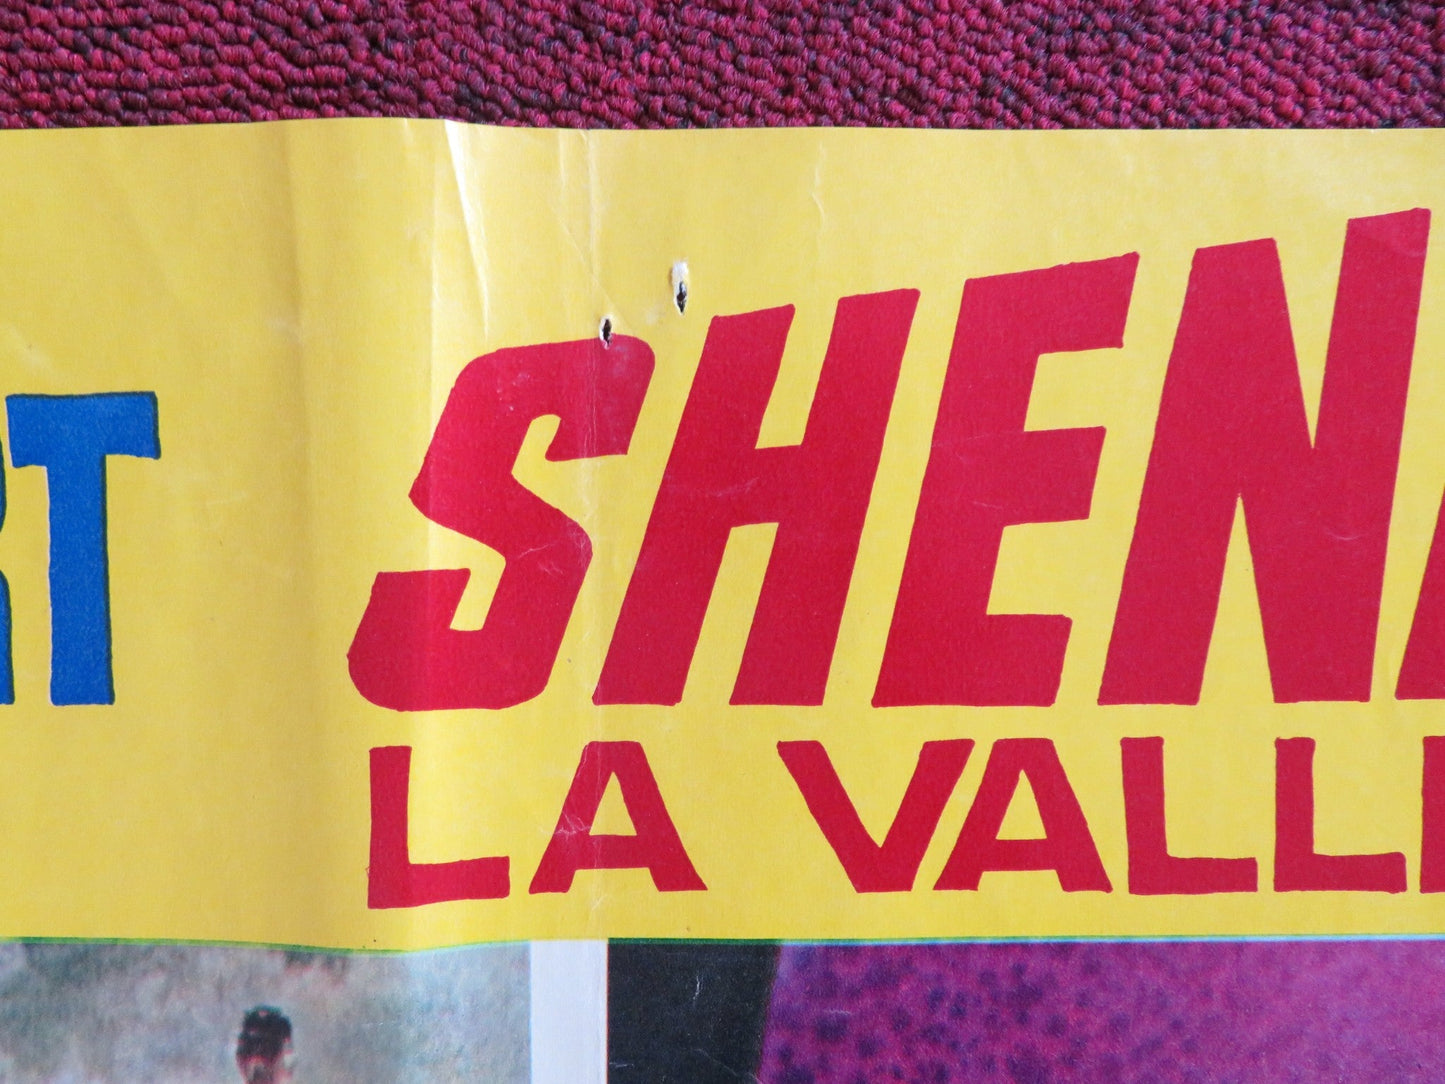 RT SHEN
LA VALL